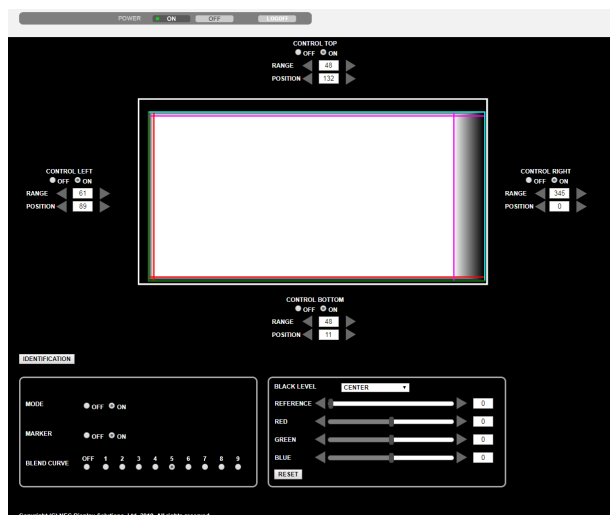 POWER ON OFF LOGOFF
CONTROL TOP
OFF ON
RANGE 48
POSITION 132
CONTROL LEFT
OFF ON
RANGE 61
POSITION 89
CONTROL RIGHT
OFF ON
RANGE 345
POSITION 0
CONTROL BOTTOM
OFF ON
RANGE 48
POSITION 11
IDENTIFICATION
MODE OFF ON
MARKER OFF ON
BLEND CURVE OFF 1 2 3 4 5 6 7 8 9
BLACK LEVEL CENTER
REFERENCE 0
RED 0
GREEN 0
BLUE 0
RESET